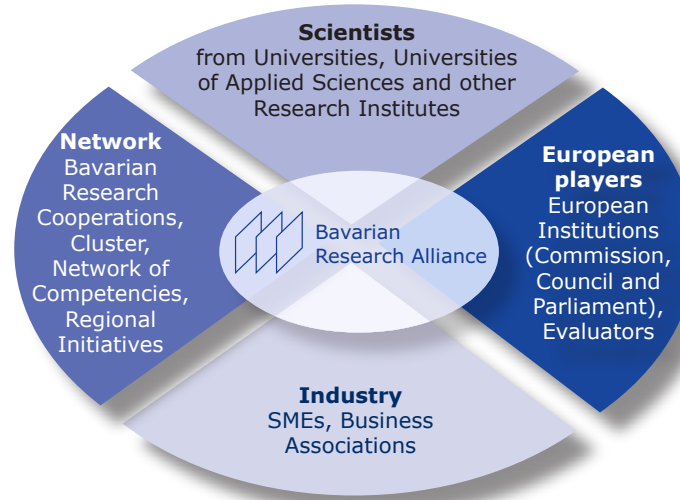 Scientists
from Universities, Universities
of Applied Sciences and other
Research Institutes
Network
Bavarian
Research
Cooperations,
Cluster,
Network of
Competencies,
Regional
Initiatives
Bavarian
Research Alliance
European
players
European
Institutions
(Commission,
Council and
Parliament),
Evaluators
Industry
SMEs, Business
Associations